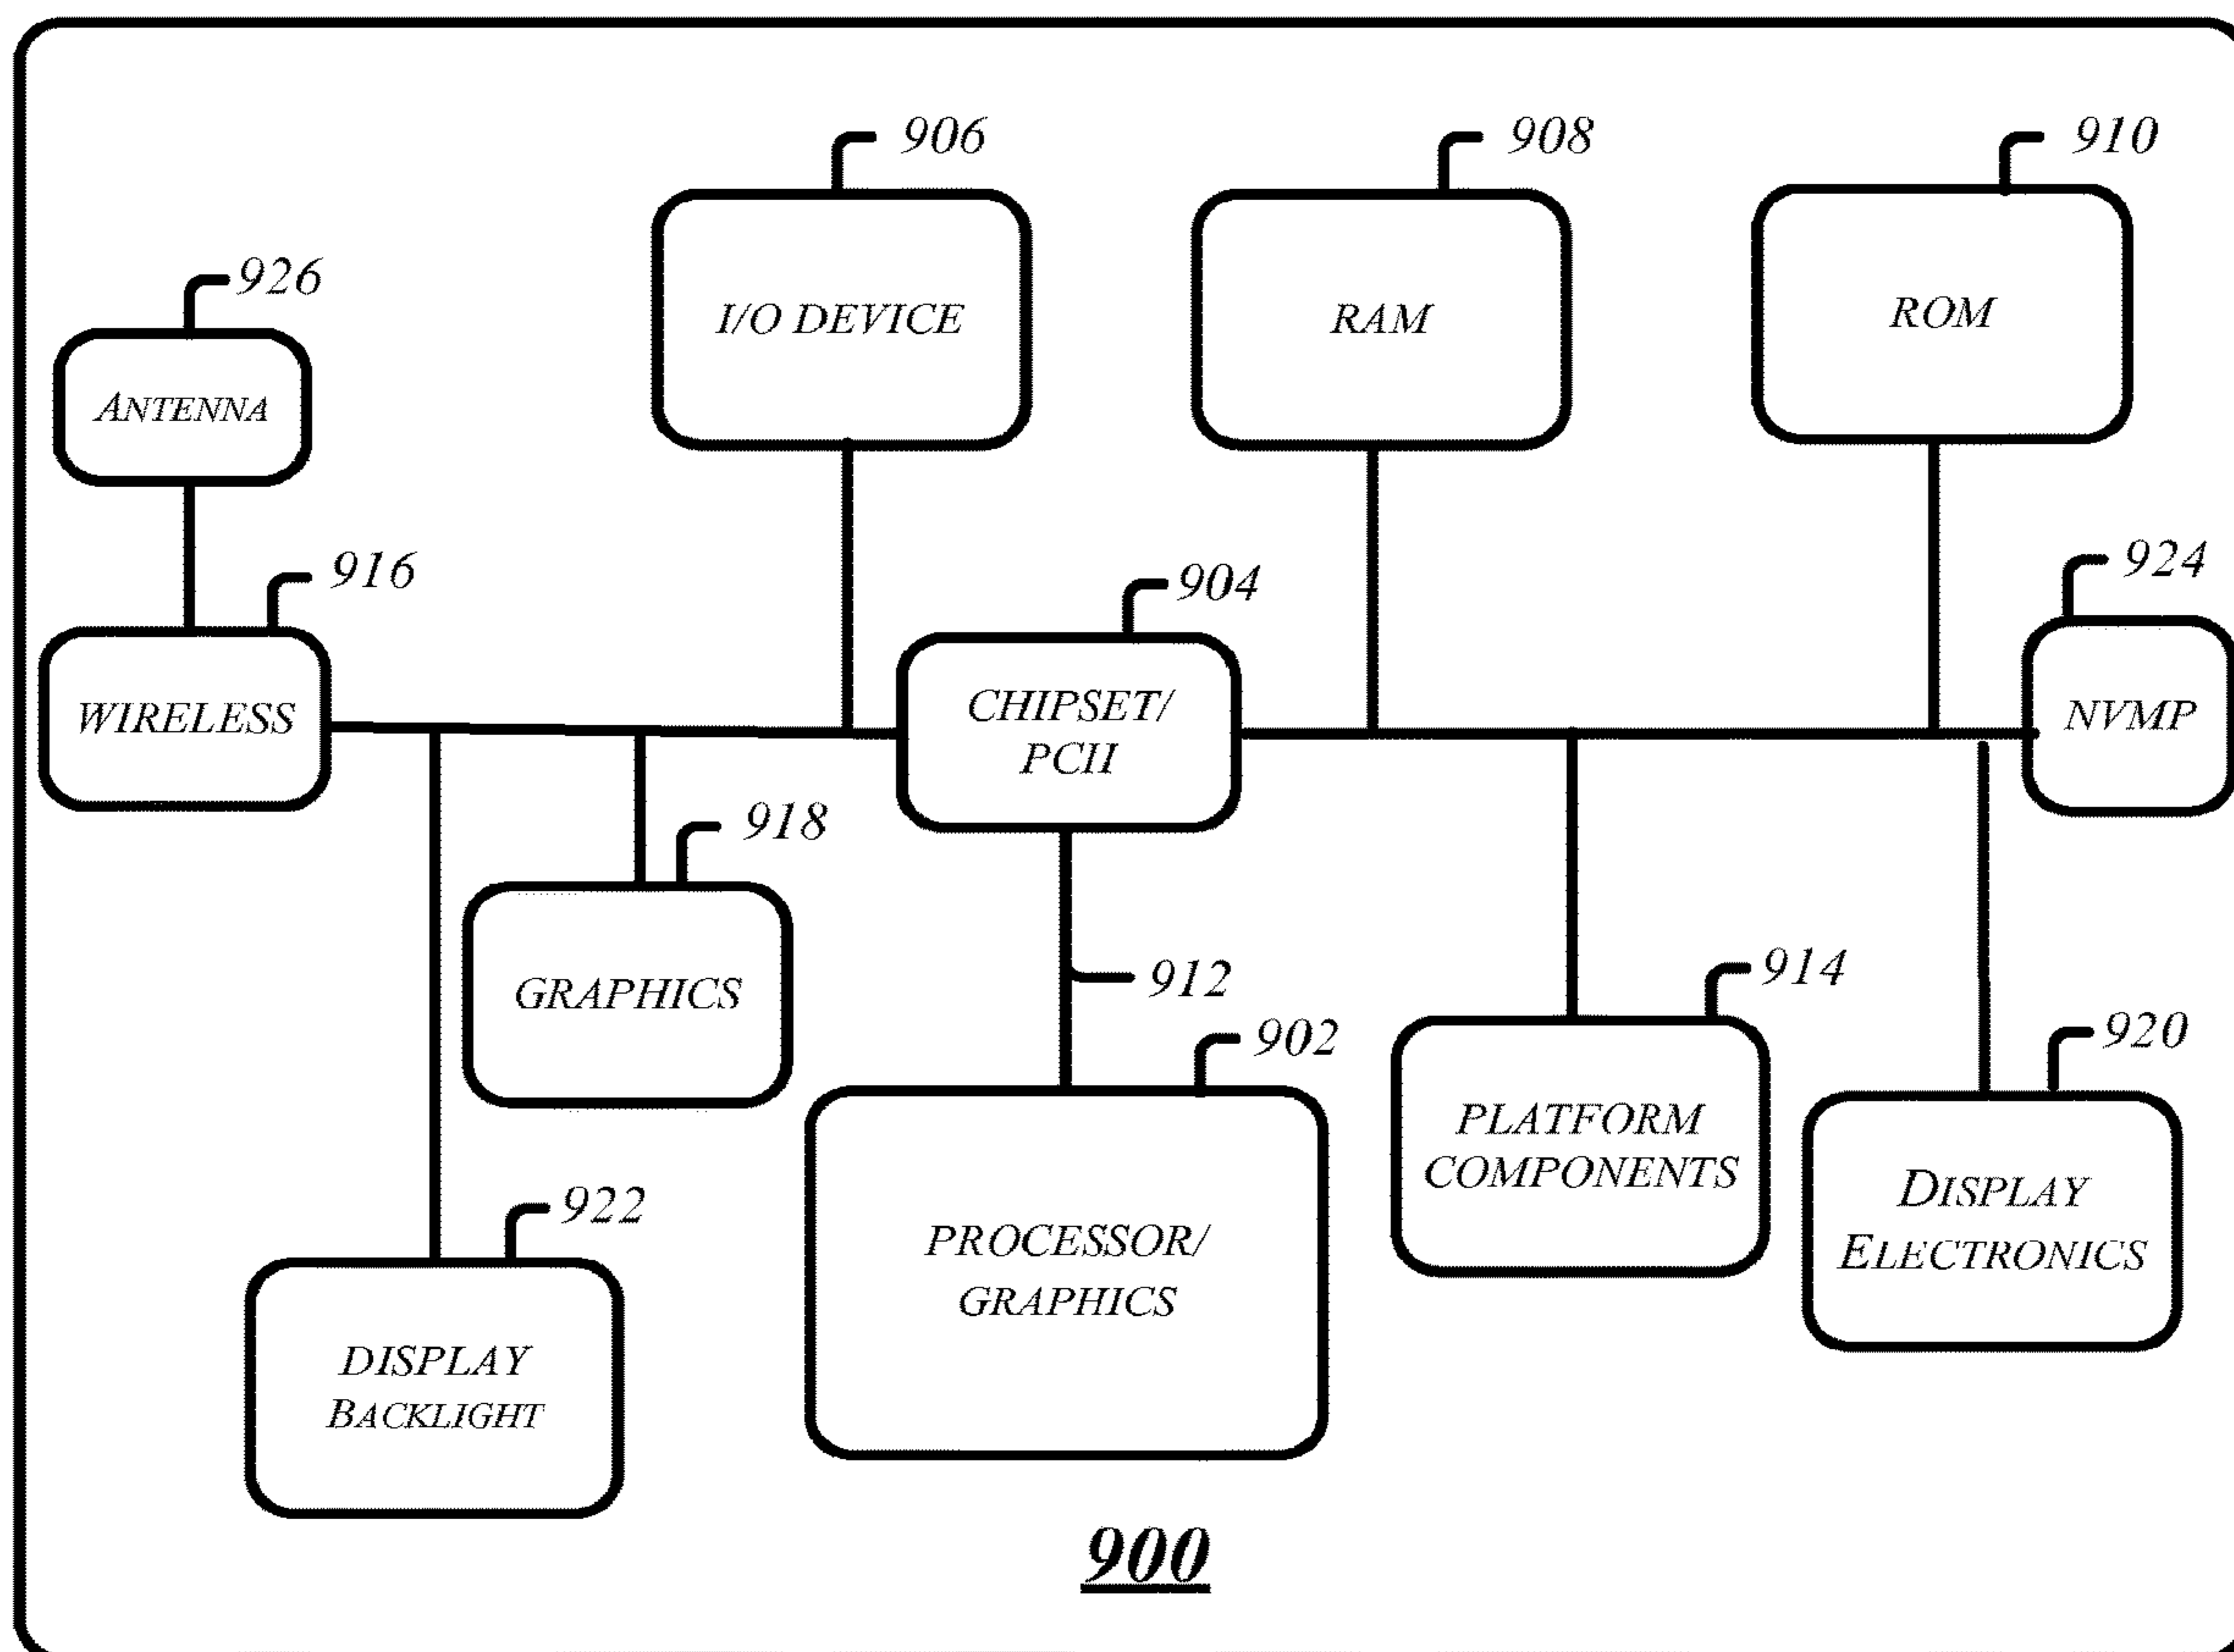 906
908
910
926
I/O DEVICE
RAM
ROM
ANTENNA
916
904
924
WIRELESS
CHIPSET/
PCH
NVMP
918
GRAPHICS
912
914
902
920
PLATFORM
COMPONENTS
DISPLAY
ELECTRONICS
922
PROCESSOR/
GRAPHICS
DISPLAY
BACKLIGHT
900